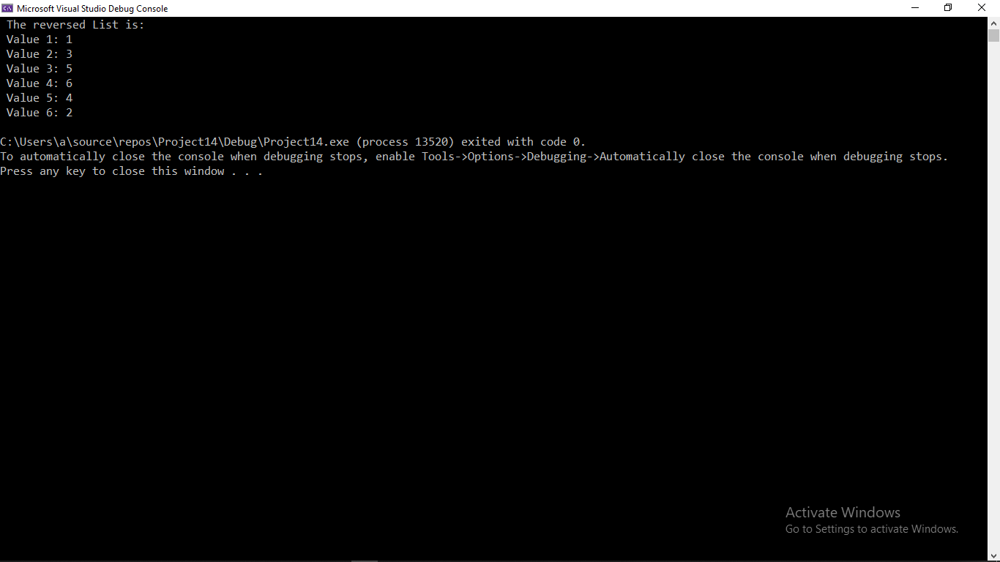 Microsoft Visual Studio Debug Console
The reversed List is:
Value 1: 1
Value 2: 3
Value 3: 5
Value 4: 6
Value 5: 4
Value 6: 2
C:\Users\a\source\repos\Project14\Debug\Project14.exe (process 13520) exited with code 0.
To automatically close the console when debugging stops, enable Tools->Options->Debugging->Automatically close the console when debugging stops.
Press any key to close this window . . .
Activate Windows
Go to Settings to activate Windows.